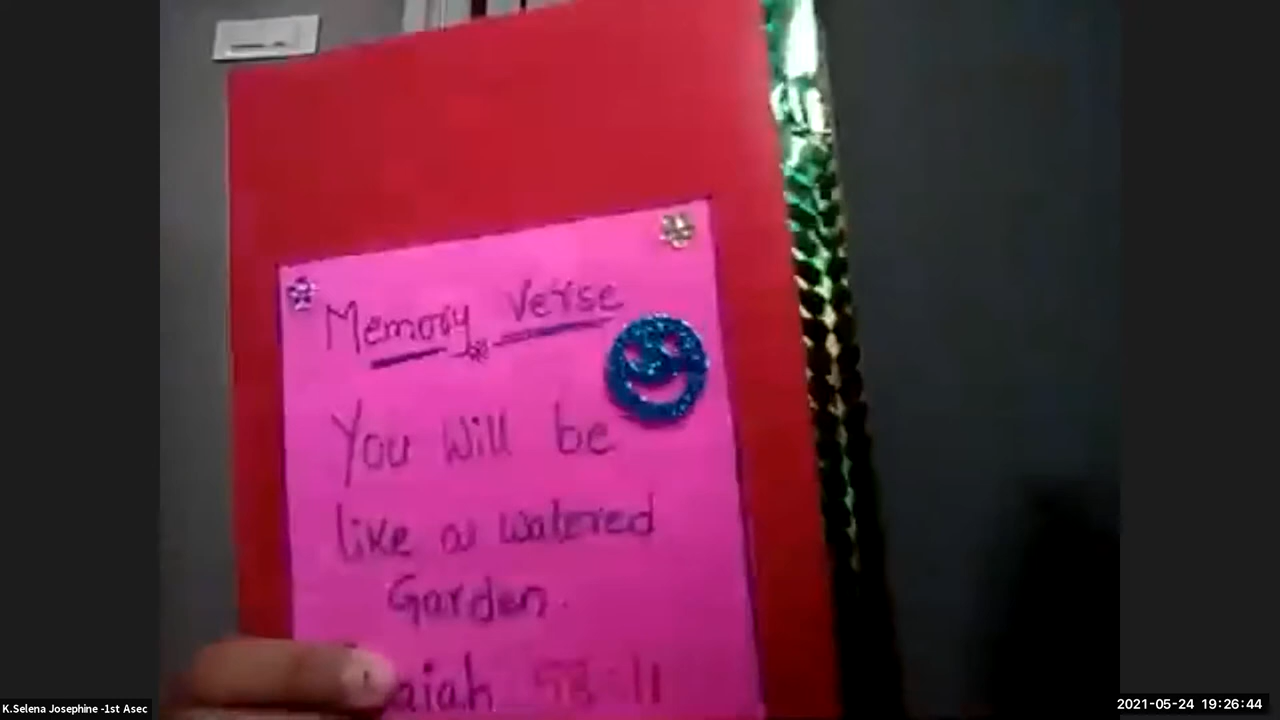 Memory Verse
You Will be
like a watered
Garden.
aiah 58:11
K.Selena Josephine -1st Asec
2021-05-24 19:26:44